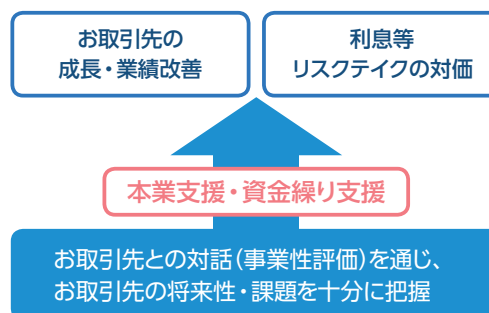 お取引先の
成長・業績改善
利息等
リスクテイクの対価
本業支援・資金繰り支援
お取引先との対話(事業性評価)を通じ、
お取引先の将来性・課題を十分に把握